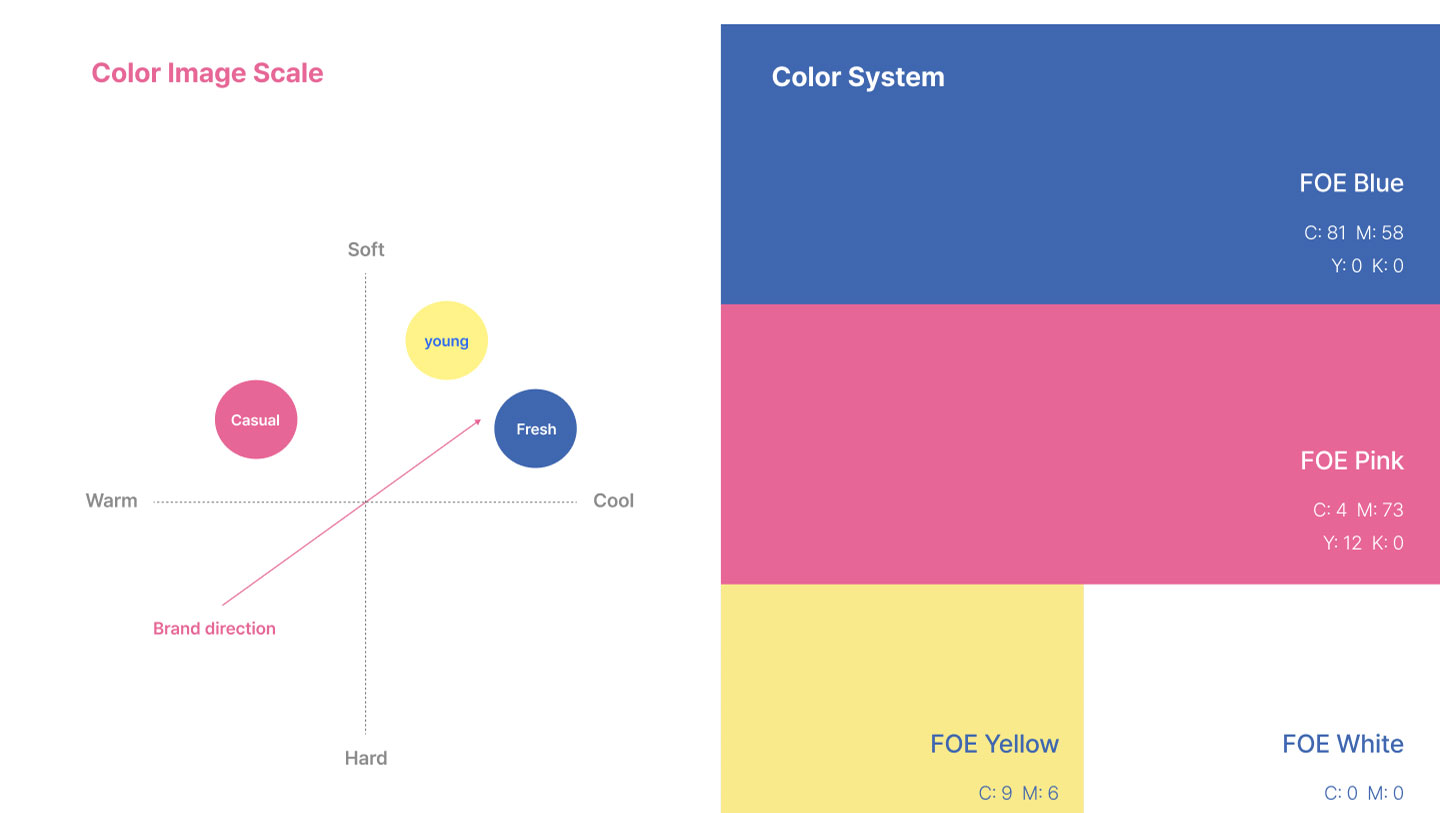 Color Image Scale
Soft
young
Casual
Fresh
Warm
Cool
Brand direction
Hard
Color System
FOE Blue
C: 81 M: 58
Y: 0 K: 0
FOE Pink
C: 4 M: 73
Y: 12 K: 0
FOE Yellow
C: 9 M: 6
FOE White
C: 0 M: 0